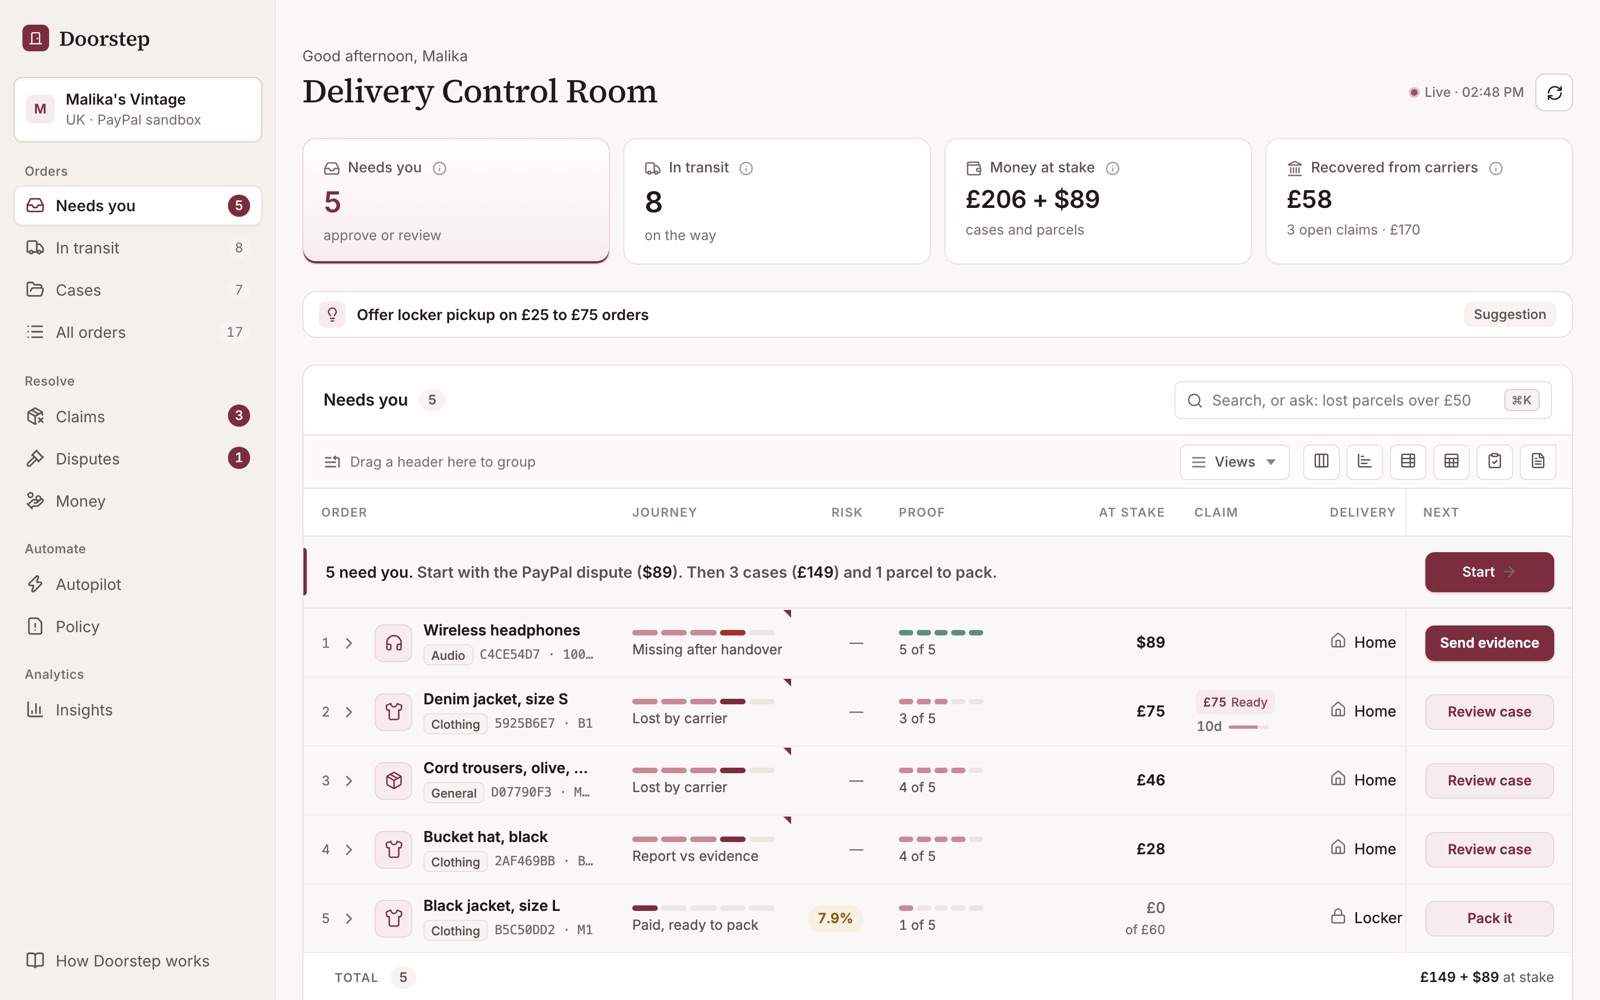 Doorstep
M
Malika's Vintage
UK · PayPal sandbox
Orders
Needs you 5
In transit 8
Cases 7
All orders 17
Resolve
Claims 3
Disputes 1
Money
Automate
Autopilot
Policy
Analytics
Insights
How Doorstep works
Good afternoon, Malika
Delivery Control Room
Live · 02:48 PM
Needs you
5
approve or review
In transit
8
on the way
Money at stake
£206 + $89
cases and parcels
Recovered from carriers
£58
3 open claims · £170
Offer locker pickup on £25 to £75 orders
Suggestion
Needs you 5
Search, or ask: lost parcels over £50 ⌘K
Drag a header here to group
Views
ORDER JOURNEY RISK PROOF AT STAKE CLAIM DELIVERY NEXT
5 need you. Start with the PayPal dispute ($89). Then 3 cases (£149) and 1 parcel to pack.
Start →
1 Wireless headphones
Audio C4CE54D7 · 100…
Missing after handover
—
5 of 5
$89
Home
Send evidence
2 Denim jacket, size S
Clothing 5925B6E7 · B1
Lost by carrier
—
3 of 5
£75
£75 Ready
10d
Home
Review case
3 Cord trousers, olive, …
General D07790F3 · M…
Lost by carrier
—
4 of 5
£46
Home
Review case
4 Bucket hat, black
Clothing 2AF469BB · B…
Report vs evidence
—
4 of 5
£28
Home
Review case
5 Black jacket, size L
Clothing B5C50DD2 · M1
Paid, ready to pack
7.9%
1 of 5
£0
of £60
Locker
Pack it
TOTAL 5
£149 + $89 at stake